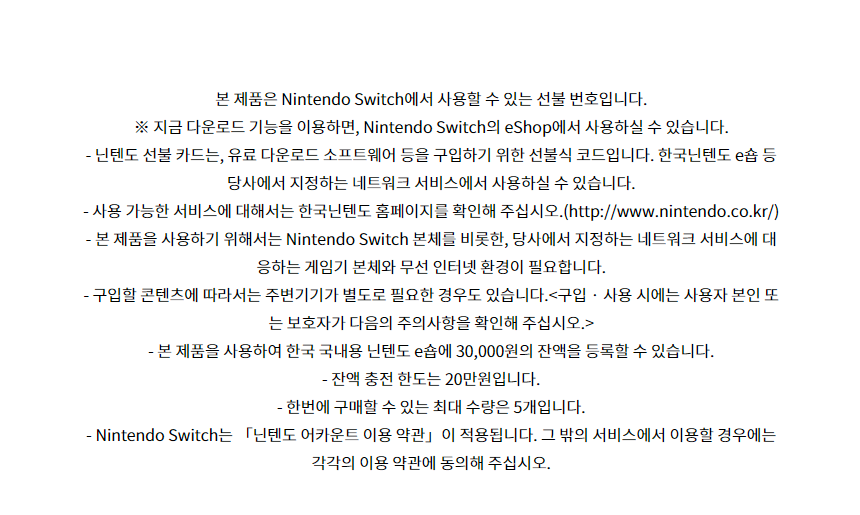 본 제품은 Nintendo Switch에서 사용할 수 있는 선불 번호입니다.
※ 지금 다운로드 기능을 이용하면, Nintendo Switch의 eShop에서 사용하실 수 있습니다.
- 닌텐도 선불 카드는, 유료 다운로드 소프트웨어 등을 구입하기 위한 선불식 코드입니다. 한국닌텐도 e숍 등
당사에서 지정하는 네트워크 서비스에서 사용하실 수 있습니다.
- 사용 가능한 서비스에 대해서는 한국닌텐도 홈페이지를 확인해 주십시오.(http://www.nintendo.co.kr/)
- 본 제품을 사용하기 위해서는 Nintendo Switch 본체를 비롯한, 당사에서 지정하는 네트워크 서비스에 대
응하는 게임기 본체와 무선 인터넷 환경이 필요합니다.
- 구입할 콘텐츠에 따라서는 주변기기가 별도로 필요한 경우도 있습니다.<구입 · 사용 시에는 사용자 본인 또
는 보호자가 다음의 주의사항을 확인해 주십시오.>
- 본 제품을 사용하여 한국 국내용 닌텐도 e숍에 30,000원의 잔액을 등록할 수 있습니다.
- 잔액 충전 한도는 20만원입니다.
- 한번에 구매할 수 있는 최대 수량은 5개입니다.
- Nintendo Switch는 「닌텐도 어카운트 이용 약관」이 적용됩니다. 그 밖의 서비스에서 이용할 경우에는
각각의 이용 약관에 동의해 주십시오.